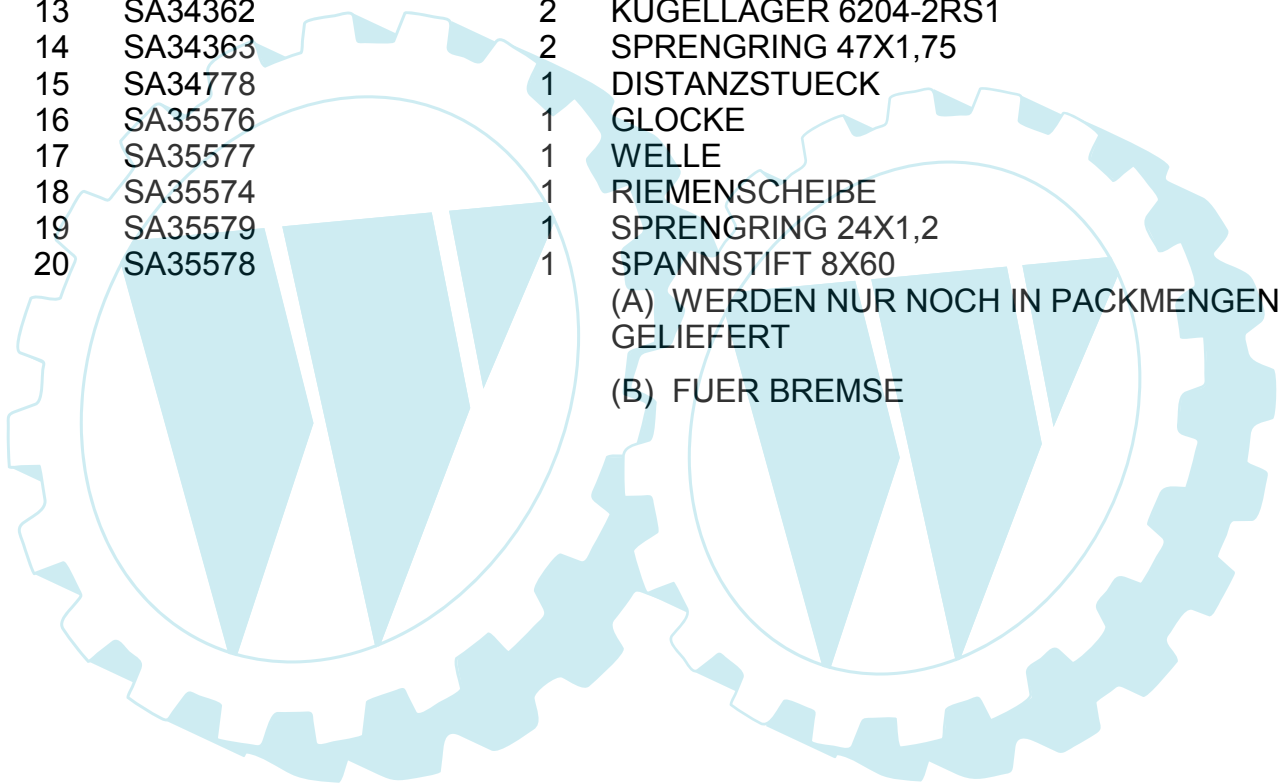 13 SA34362 2 KUGELLAGER 6204-2RS1
14 SA34363 2 SPRENGRING 47X1,75
15 SA34778 1 DISTANZSTUECK
16 SA35576 1 GLOCKE
17 SA35577 1 WELLE
18 SA35574 1 RIEMENSCHEIBE
19 SA35579 1 SPRENGRING 24X1,2
20 SA35578 1 SPANNSTIFT 8X60
(A) WERDEN NUR NOCH IN PACKMENGEN
GELIEFERT
(B) FUER BREMSE